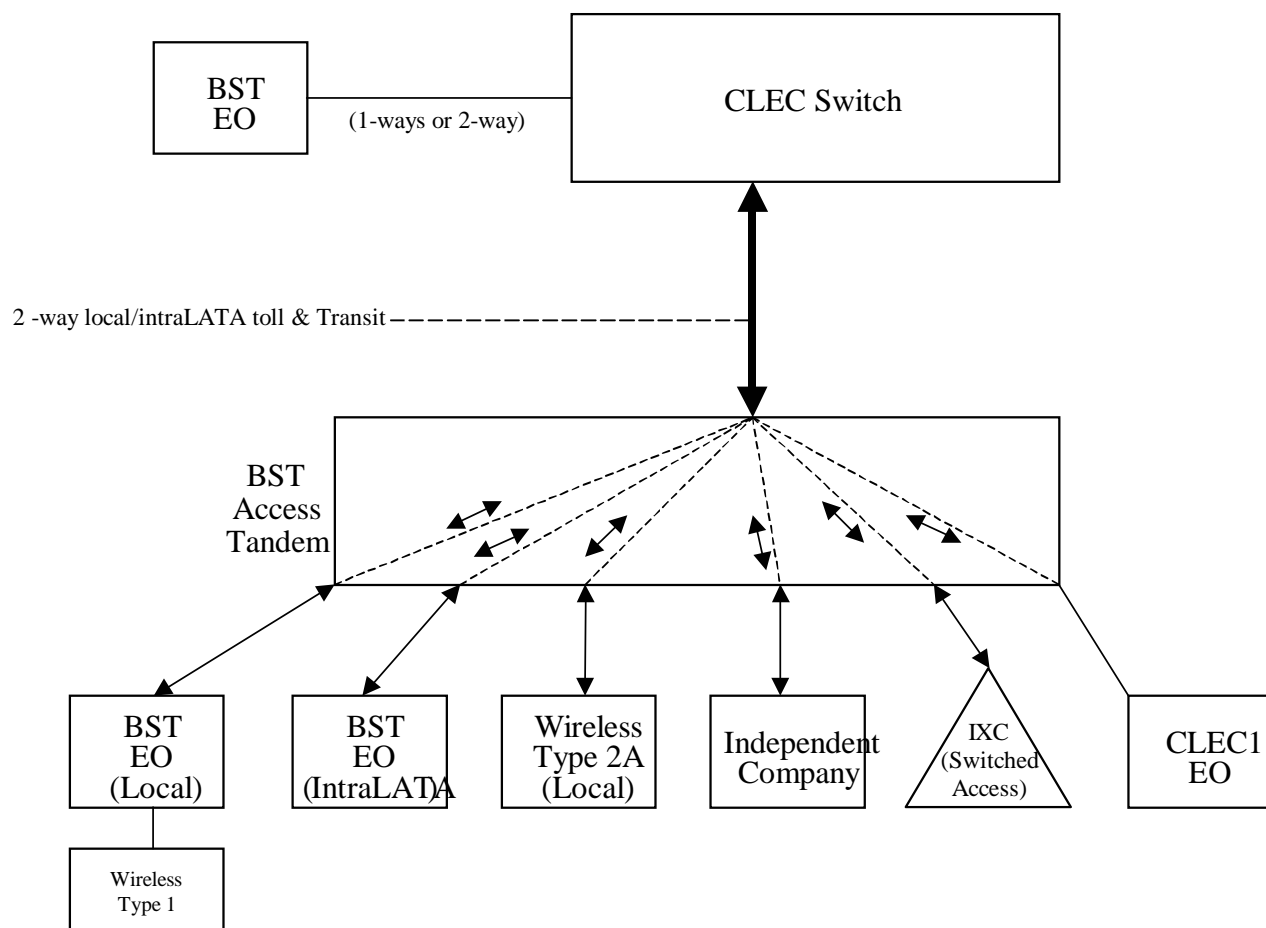 BST
EO
(1-ways or 2-way)
CLEC Switch
2 -way local/intraLATA toll & Transit
BST
Access
Tandem
BST
EO
(Local)
BST
EO
(IntraLAT)A
Wireless
Type 2A
(Local)
Independent
Company
IXC
(Switched
Access)
CLEC1
EO
Wireless
Type 1